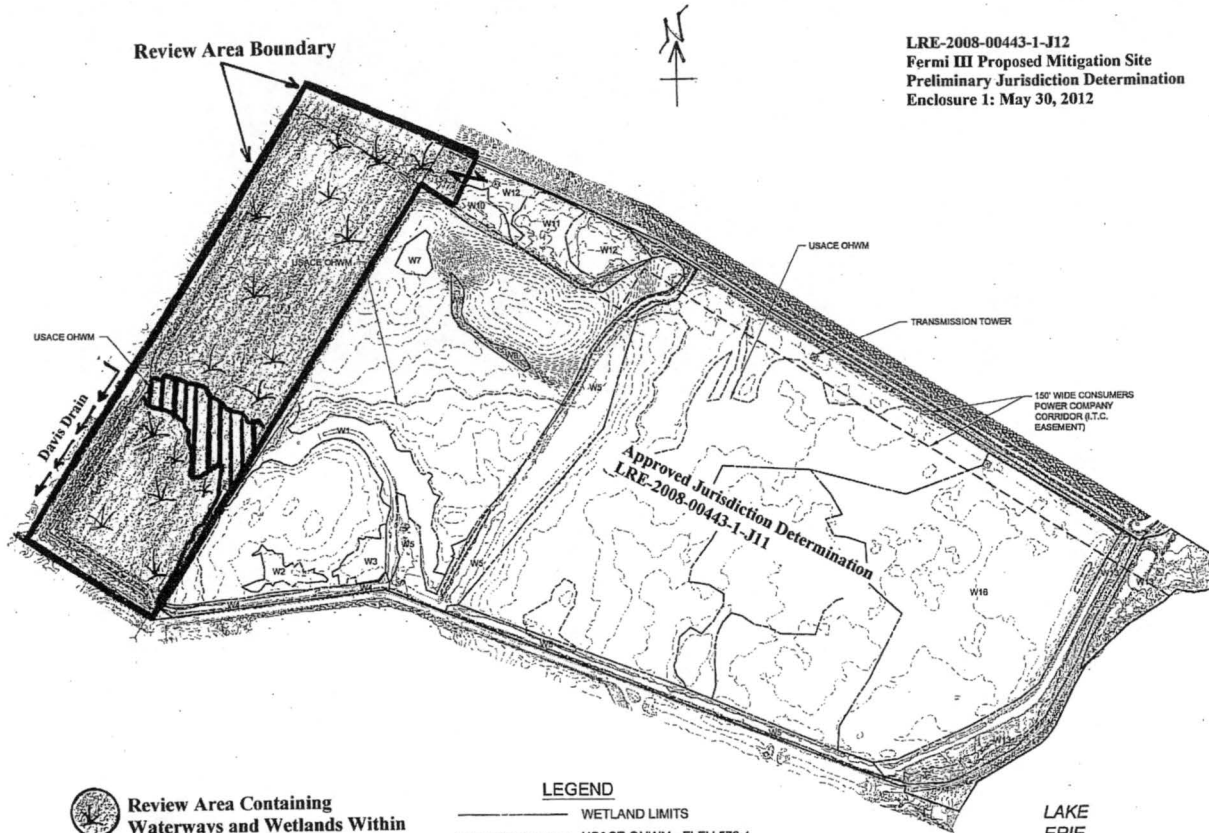 Review Area Boundary
N
LRE-2008-00443-1-J12
Fermi III Proposed Mitigation Site
Preliminary Jurisdiction Determination
Enclosure 1: May 30, 2012
W12
W10
W11
W12
USACE OHWM
USACE OHWM
W7
TRANSMISSION TOWER
USACE OHWM
W5
150' WIDE CONSUMERS
POWER COMPANY
CORRIDOR (I.T.C.
EASEMENT)
Davis Drain
W1
Approved Jurisdiction Determination
LRE-2008-00443-1-J11
W5
W2
W3
W5
W16
Review Area Containing
Waterways and Wetlands Within
LEGEND
WETLAND LIMITS
LAKE
ERIE